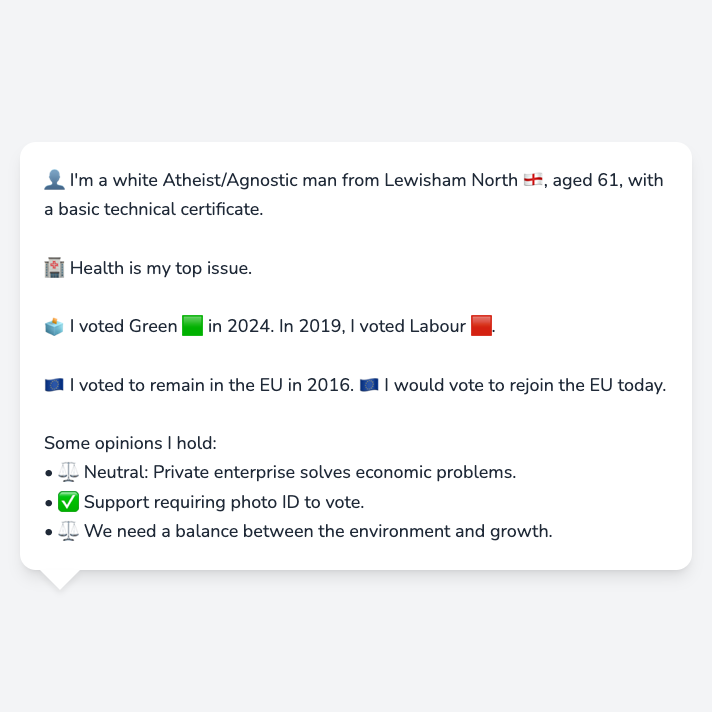 👤 I'm a white Atheist/Agnostic man from Lewisham North 🏴󠁧󠁢󠁥󠁮󠁧󠁿, aged 61, with
a basic technical certificate.
🏥 Health is my top issue.
🗳️ I voted Green 🟩 in 2024. In 2019, I voted Labour 🟥.
🇪🇺 I voted to remain in the EU in 2016. 🇪🇺 I would vote to rejoin the EU today.
Some opinions I hold:
• ⚖️ Neutral: Private enterprise solves economic problems.
• ✅ Support requiring photo ID to vote.
• ⚖️ We need a balance between the environment and growth.